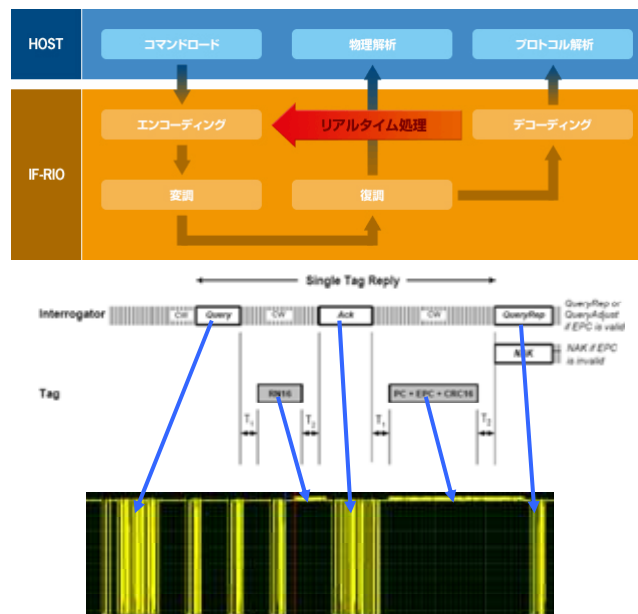 HOST
コマンドロード
物理解析
プロトコル解析
IF-RIO
エンコーディング
リアルタイム処理
デコーディング
変調
復調
Single Tag Reply
Interrogator
CW
Query
CW
Ack
CW
QueryRep
QueryRep or
QueryAdjust
if EPC is valid
NAK
NAK if EPC
is invalid
Tag
RN16
PC + EPC + CRC16
T1
T2
T1
T2